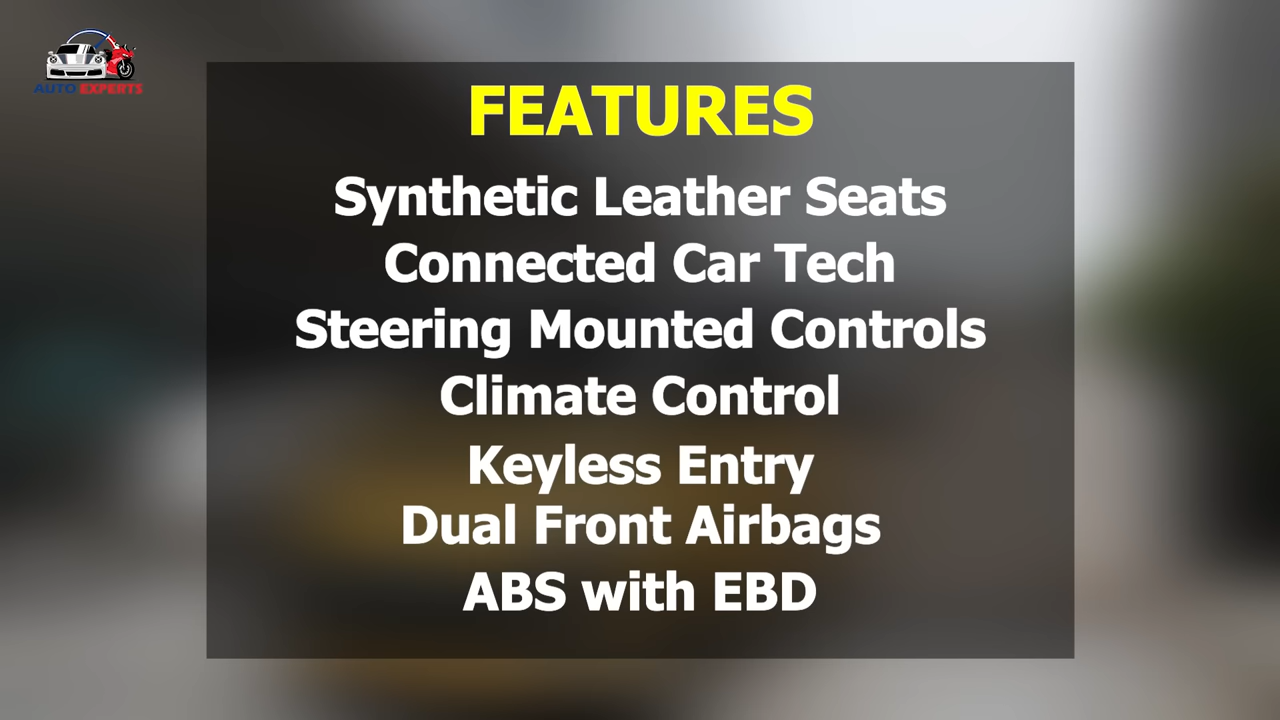 AUTO EXPERTS
FEATURES
Synthetic Leather Seats
Connected Car Tech
Steering Mounted Controls
Climate Control
Keyless Entry
Dual Front Airbags
ABS with EBD